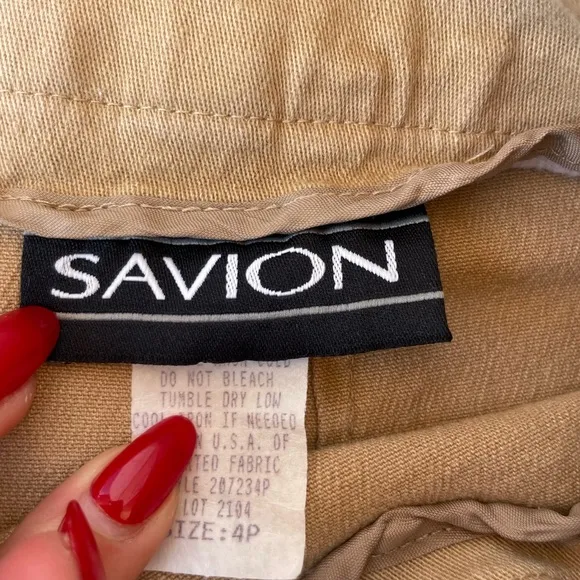 SAVION
DO NOT BLEACH
TUMBLE DRY LOW
COOL IRON IF NEEDED
U.S.A. OF
FABRIC
207234P
LOT 2104
SIZE:4P